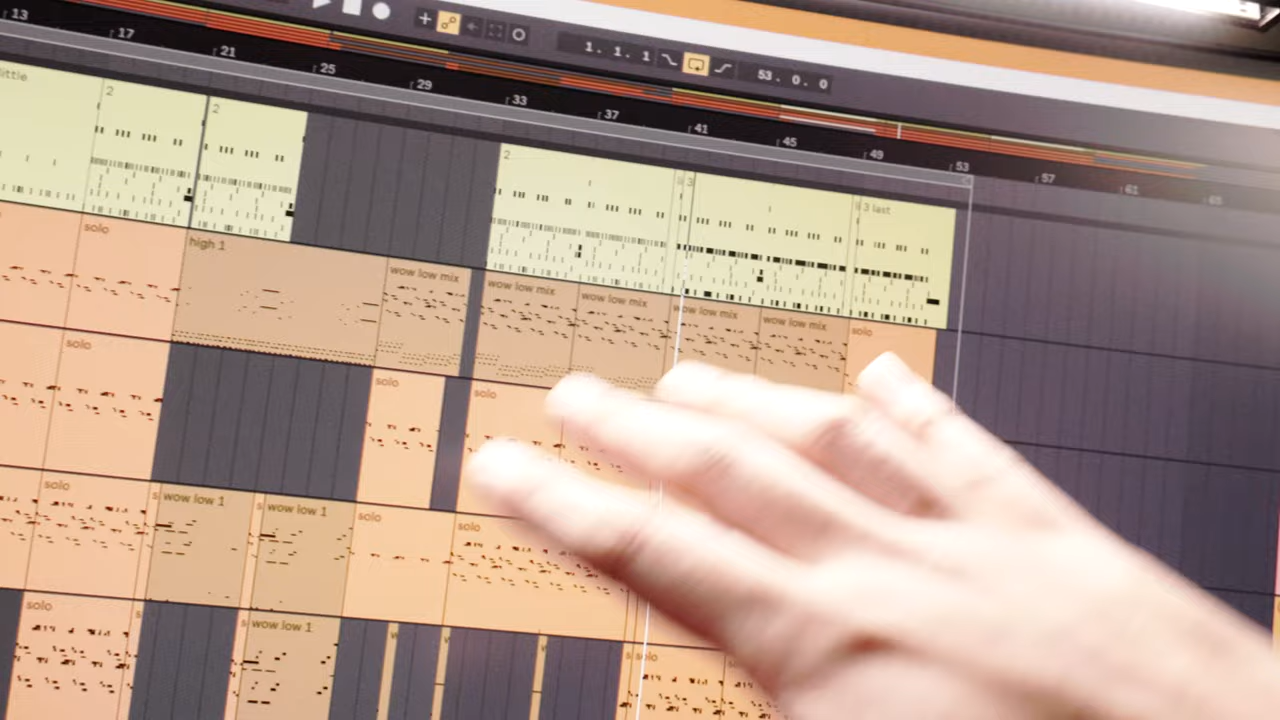 1. 1. 1
53. 0. 0
13
17
21
25
29
33
37
41
45
49
53
57
61
65
little
2
2
2
3
3 last
solo
high 1
wow low mix
wow low mix
wow low mix
wow low mix
wow low mix
solo
solo
solo
solo
solo
s
wow low 1
s
wow low 1
solo
solo
solo
s
s
wow low 1
w
w
w
s
solo